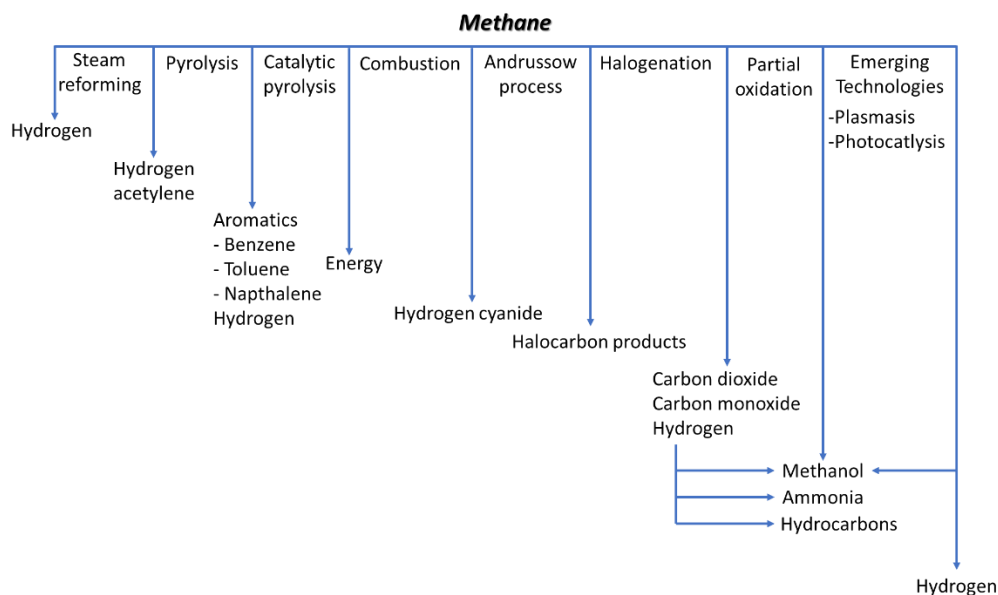 Methane
Steam
reforming
Pyrolysis
Catalytic
pyrolysis
Combustion
Andrussow
process
Halogenation
Partial
oxidation
Emerging
Technologies
-Plasmasis
-Photocatlysis
Hydrogen
Hydrogen
acetylene
Aromatics
- Benzene
- Toluene
- Napthalene
Hydrogen
Energy
Hydrogen cyanide
Halocarbon products
Carbon dioxide
Carbon monoxide
Hydrogen
Methanol
Ammonia
Hydrocarbons
Hydrogen